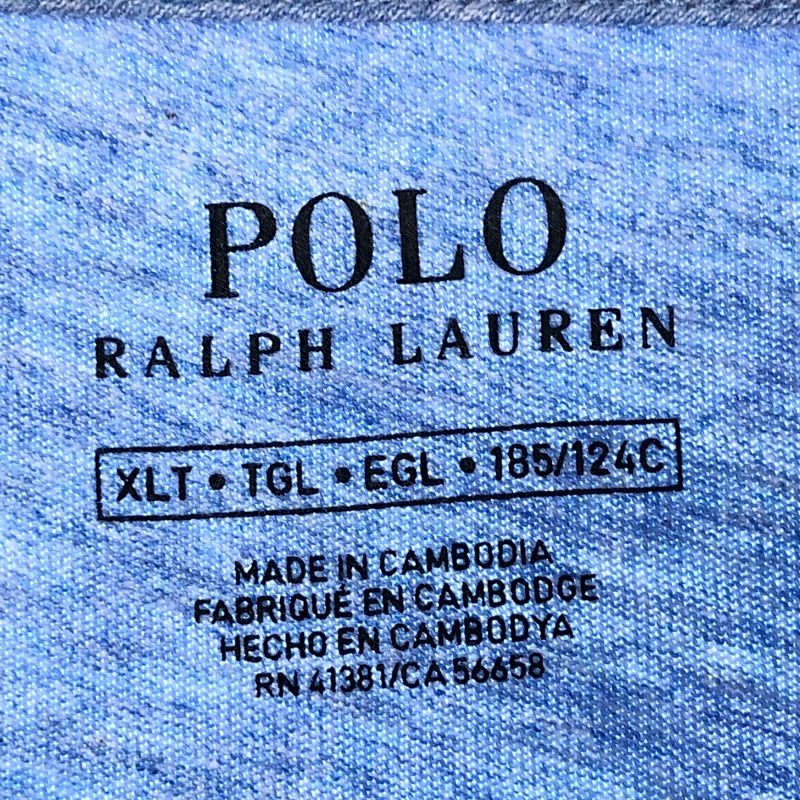 POLO
RALPH LAUREN
XLT • TGL • EGL • 185/124C
MADE IN CAMBODIA
FABRIQUÉ EN CAMBODGE
HECHO EN CAMBODYA
RN 41381/CA 56658